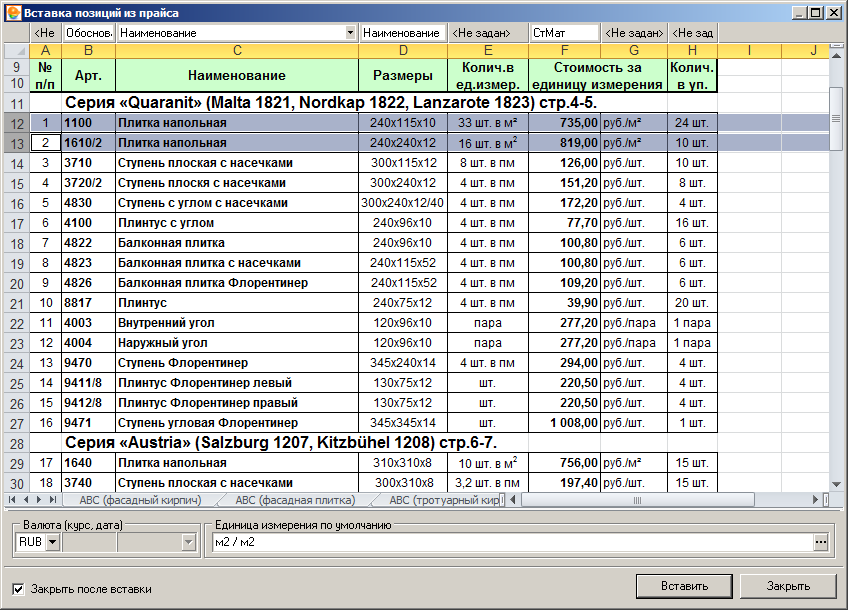 Вставка позиций из прайса
<Не Обоснов Наименование Наименование <Не задан> СтМат <Не задан> <Не зад
A B C D E F G H I J
9 № Арт. Наименование Размеры Колич.в Стоимость за Колич.
10 п/п ед.измер. единицу измерения в уп.
11 Серия «Quaranit» (Malta 1821, Nordkap 1822, Lanzarote 1823) стр.4-5.
12 1 1100 Плитка напольная 240x115x10 33 шт. в м² 735,00 руб./м² 24 шт.
13 2 1610/2 Плитка напольная 240x240x12 16 шт. в м² 819,00 руб./м² 10 шт.
14 3 3710 Ступень плоская с насечками 300x115x12 8 шт. в пм 126,00 руб./шт. 10 шт.
15 4 3720/2 Ступень плоскя с насечками 300x240x12 4 шт. в пм 151,20 руб./шт. 8 шт.
16 5 4830 Ступень с углом с насечками 300x240x12/40 4 шт. в пм 172,20 руб./шт. 4 шт.
17 6 4100 Плинтус с углом 240x96x10 4 шт. в пм 77,70 руб./шт. 16 шт.
18 7 4822 Балконная плитка 240x96x10 4 шт. в пм 100,80 руб./шт. 6 шт.
19 8 4823 Балконная плитка с насечками 240x115x52 4 шт. в пм 100,80 руб./шт. 6 шт.
20 9 4826 Балконная плитка Флорентинер 240x115x52 4 шт. в пм 109,20 руб./шт. 6 шт.
21 10 8817 Плинтус 240x75x12 4 шт. в пм 39,90 руб./шт. 20 шт.
22 11 4003 Внутренний угол 120x96x10 пара 277,20 руб./пара 1 пара
23 12 4004 Наружный угол 120x96x10 пара 277,20 руб./пара 1 пара
24 13 9470 Ступень Флорентинер 345x240x14 4 шт. в пм 294,00 руб./шт. 4 шт.
25 14 9411/8 Плинтус Флорентинер левый 130x75x12 шт. 220,50 руб./шт. 4 шт.
26 15 9412/8 Плинтус Флорентинер правый 130x75x12 шт. 220,50 руб./шт. 4 шт.
27 16 9471 Ступень угловая Флорентинер 345x345x14 шт. 1 008,00 руб./шт. 1 шт.
28 Серия «Austria» (Salzburg 1207, Kitzbühel 1208) стр.6-7.
29 17 1640 Плитка напольная 310x310x8 10 шт. в м² 756,00 руб./м² 15 шт.
30 18 3740 Ступень плоская с насечками 300x310x8 3,2 шт. в пм 197,40 руб./шт. 15 шт.
ABC (фасадный кирпич) ABC (фасадная плитка) ABC (тротуарный кир
Валюта (курс, дата) Единица измерения по умолчанию
RUB м2 / м2 ...
Закрыть после вставки Вставить Закрыть